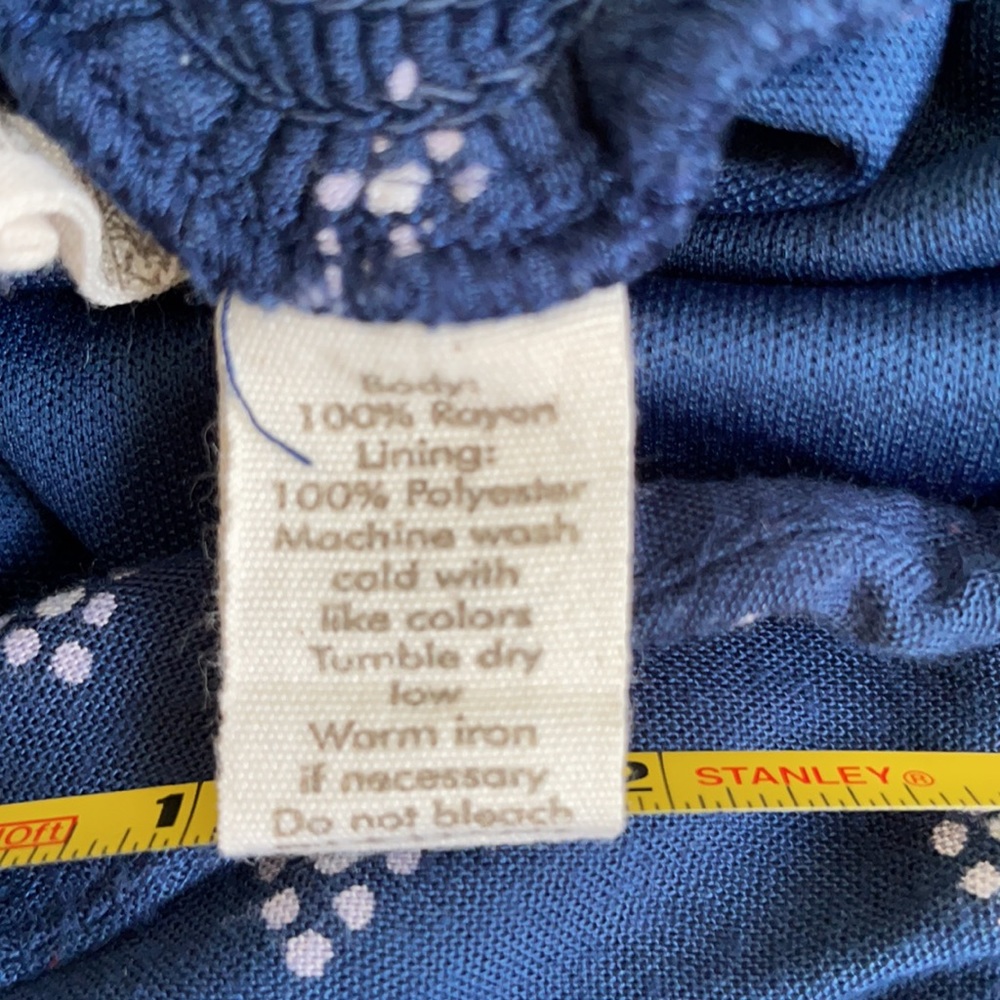 Body:
100% Rayon
Lining:
100% Polyester
Machine wash
cold with
like colors
Tumble dry
low
Warm iron
if necessary
Do not bleach
10ft 1 2 STANLEY®